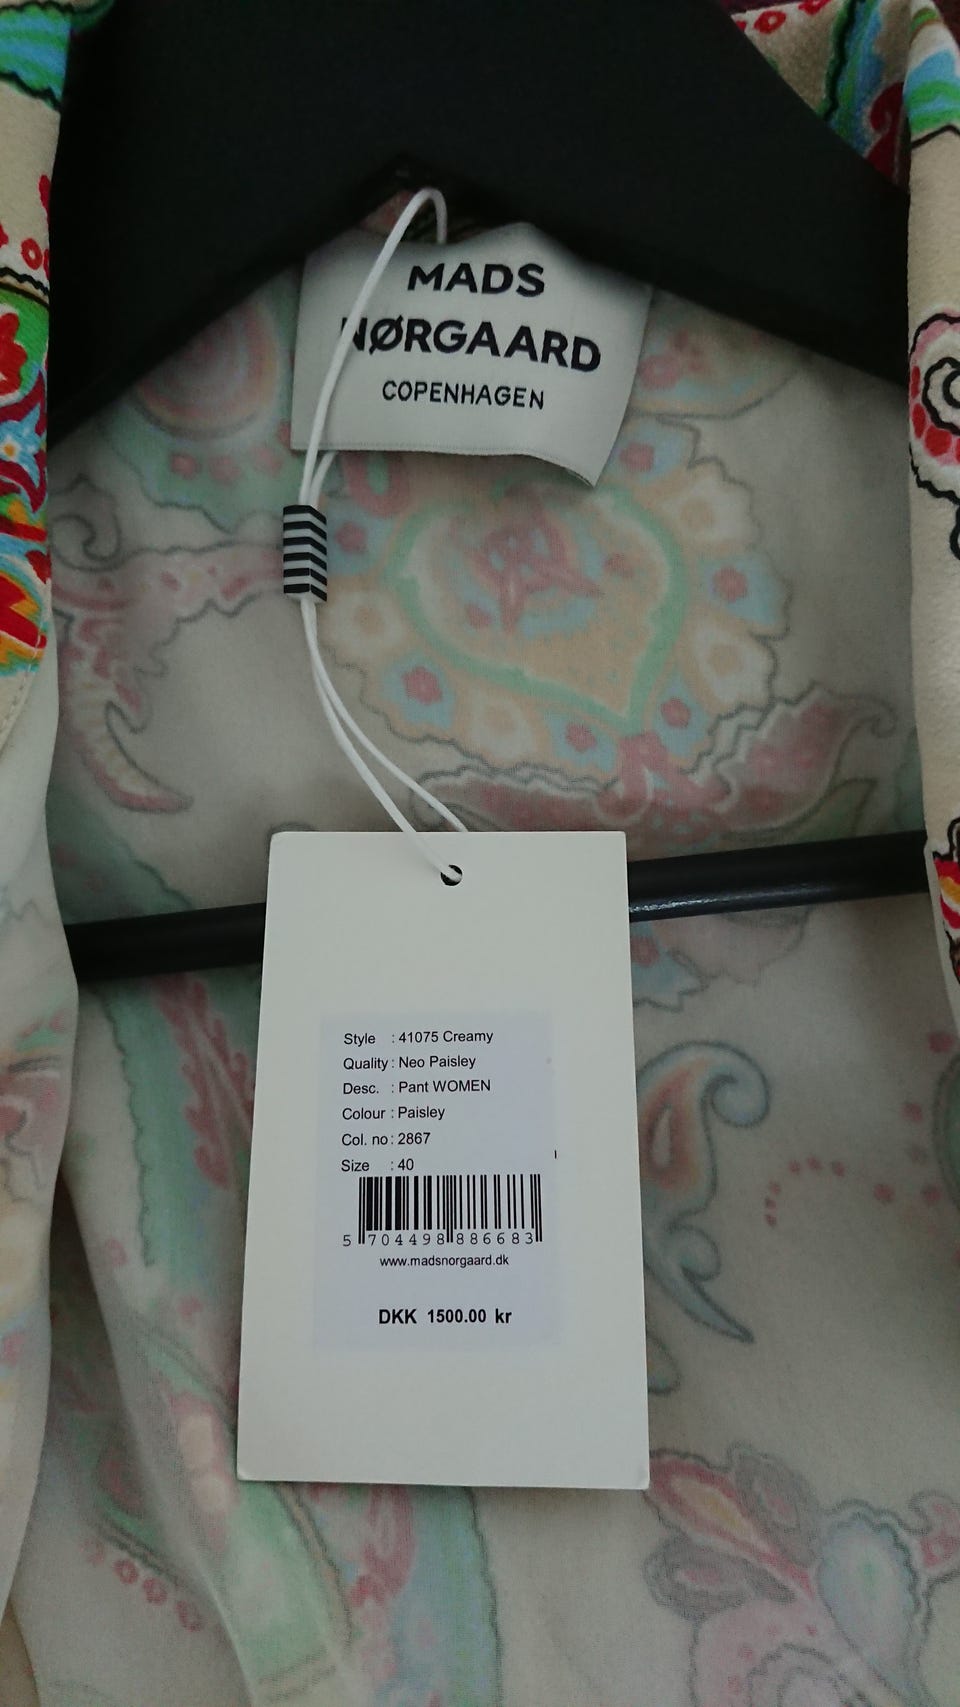 MADS
NØRGAARD
COPENHAGEN
Style : 41075 Creamy
Quality : Neo Paisley
Desc. : Pant WOMEN
Colour : Paisley
Col. no : 2867
Size : 40
5 704498 886683
www.madsnorgaard.dk
DKK 1500.00 kr